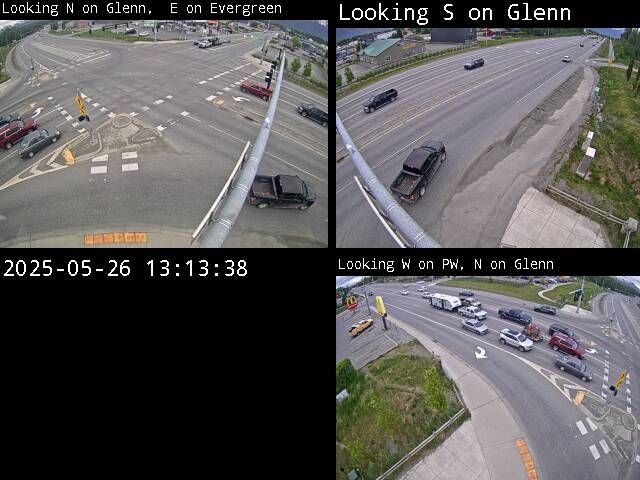 Looking N on Glenn, E on Evergreen
Looking S on Glenn
2025-05-26 13:13:38
Looking W on PW, N on Glenn